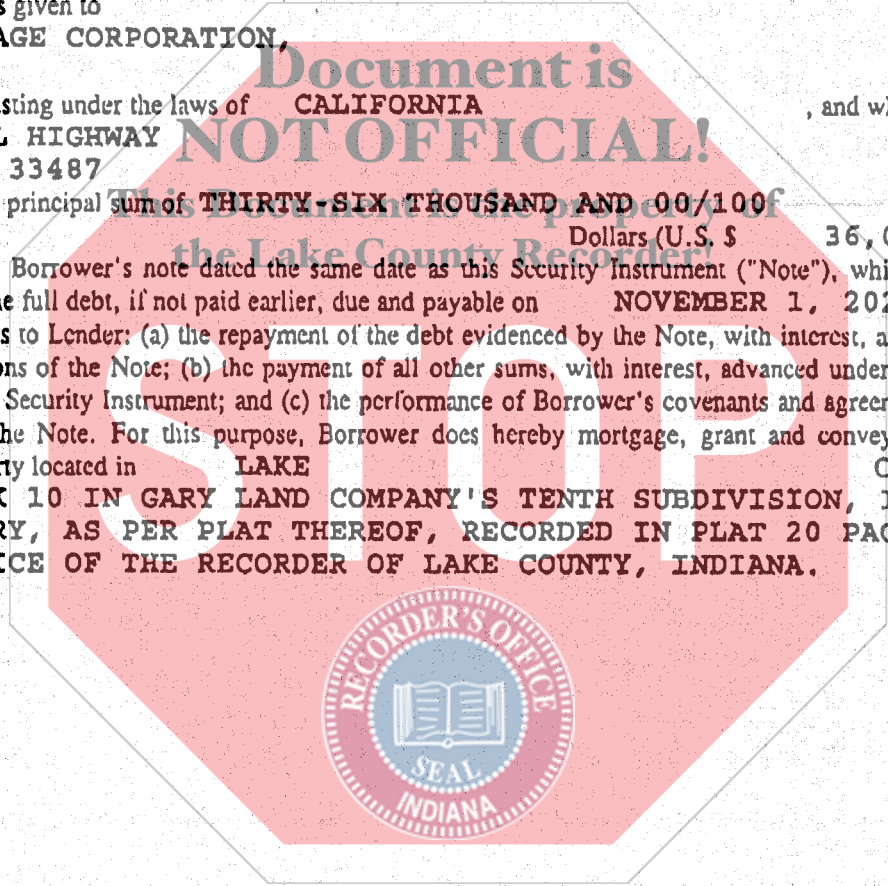 s given to
AGE CORPORATION,
Document is
sting under the laws of CALIFORNIA , and w
L HIGHWAY
NOT OFFICIAL!
33487
This Document is the property of
principal sum of THIRTY-SIX THOUSAND AND 00/100
Dollars (U.S. $ 36,0
the Lake County Recorder!
Borrower's note dated the same date as this Security Instrument ("Note"), whi
e full debt, if not paid earlier, due and payable on NOVEMBER 1, 202
s to Lender: (a) the repayment of the debt evidenced by the Note, with interest, a
ons of the Note; (b) the payment of all other sums, with interest, advanced under
Security Instrument; and (c) the performance of Borrower's covenants and agreer
he Note. For this purpose, Borrower does hereby mortgage, grant and convey
rty located in LAKE C
STOP
K 10 IN GARY LAND COMPANY'S TENTH SUBDIVISION, I
RY, AS PER PLAT THEREOF, RECORDED IN PLAT 20 PAG
ICE OF THE RECORDER OF LAKE COUNTY, INDIANA.
RECORDER'S OFFICE
SEAL
INDIANA